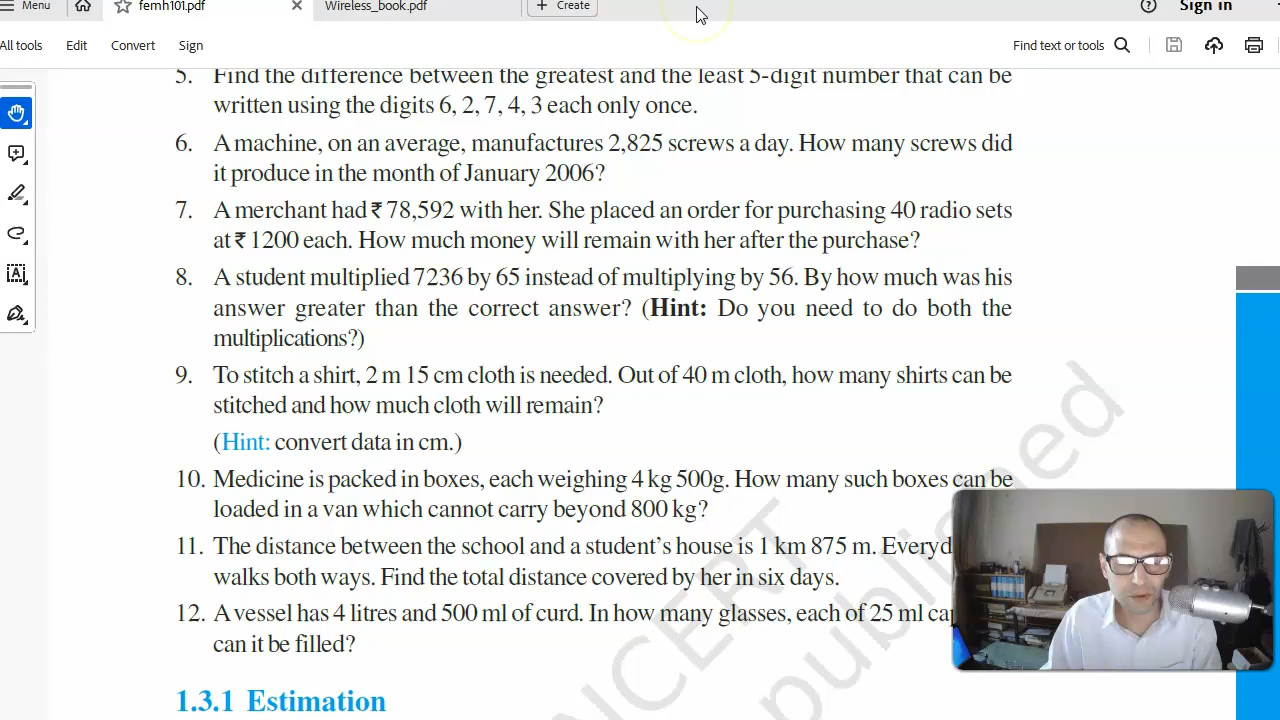 Menu
femh101.pdf
Wireless_book.pdf
Create
Sign in
All tools
Edit
Convert
Sign
Find text or tools
5. Find the difference between the greatest and the least 5-digit number that can be
written using the digits 6, 2, 7, 4, 3 each only once.
6. A machine, on an average, manufactures 2,825 screws a day. How many screws did
it produce in the month of January 2006?
7. A merchant had ₹ 78,592 with her. She placed an order for purchasing 40 radio sets
at ₹ 1200 each. How much money will remain with her after the purchase?
8. A student multiplied 7236 by 65 instead of multiplying by 56. By how much was his
answer greater than the correct answer? (Hint: Do you need to do both the
multiplications?)
9. To stitch a shirt, 2 m 15 cm cloth is needed. Out of 40 m cloth, how many shirts can be
stitched and how much cloth will remain?
(Hint: convert data in cm.)
10. Medicine is packed in boxes, each weighing 4 kg 500g. How many such boxes can be
loaded in a van which cannot carry beyond 800 kg?
11. The distance between the school and a student's house is 1 km 875 m. Everyd
walks both ways. Find the total distance covered by her in six days.
12. A vessel has 4 litres and 500 ml of curd. In how many glasses, each of 25 ml ca
can it be filled?
1.3.1 Estimation
NCERT
published